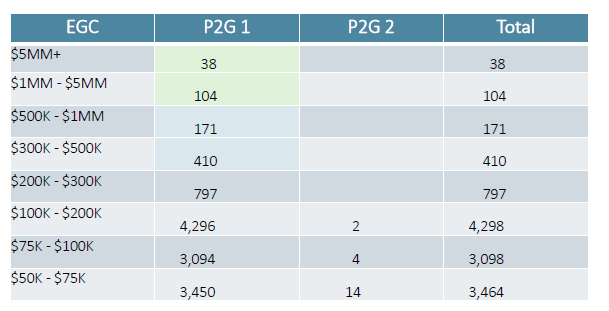 EGC P2G 1 P2G 2 Total
$5MM+ 38 38
$1MM - $5MM 104 104
$500K - $1MM 171 171
$300K - $500K 410 410
$200K - $300K 797 797
$100K - $200K 4,296 2 4,298
$75K - $100K 3,094 4 3,098
$50K - $75K 3,450 14 3,464